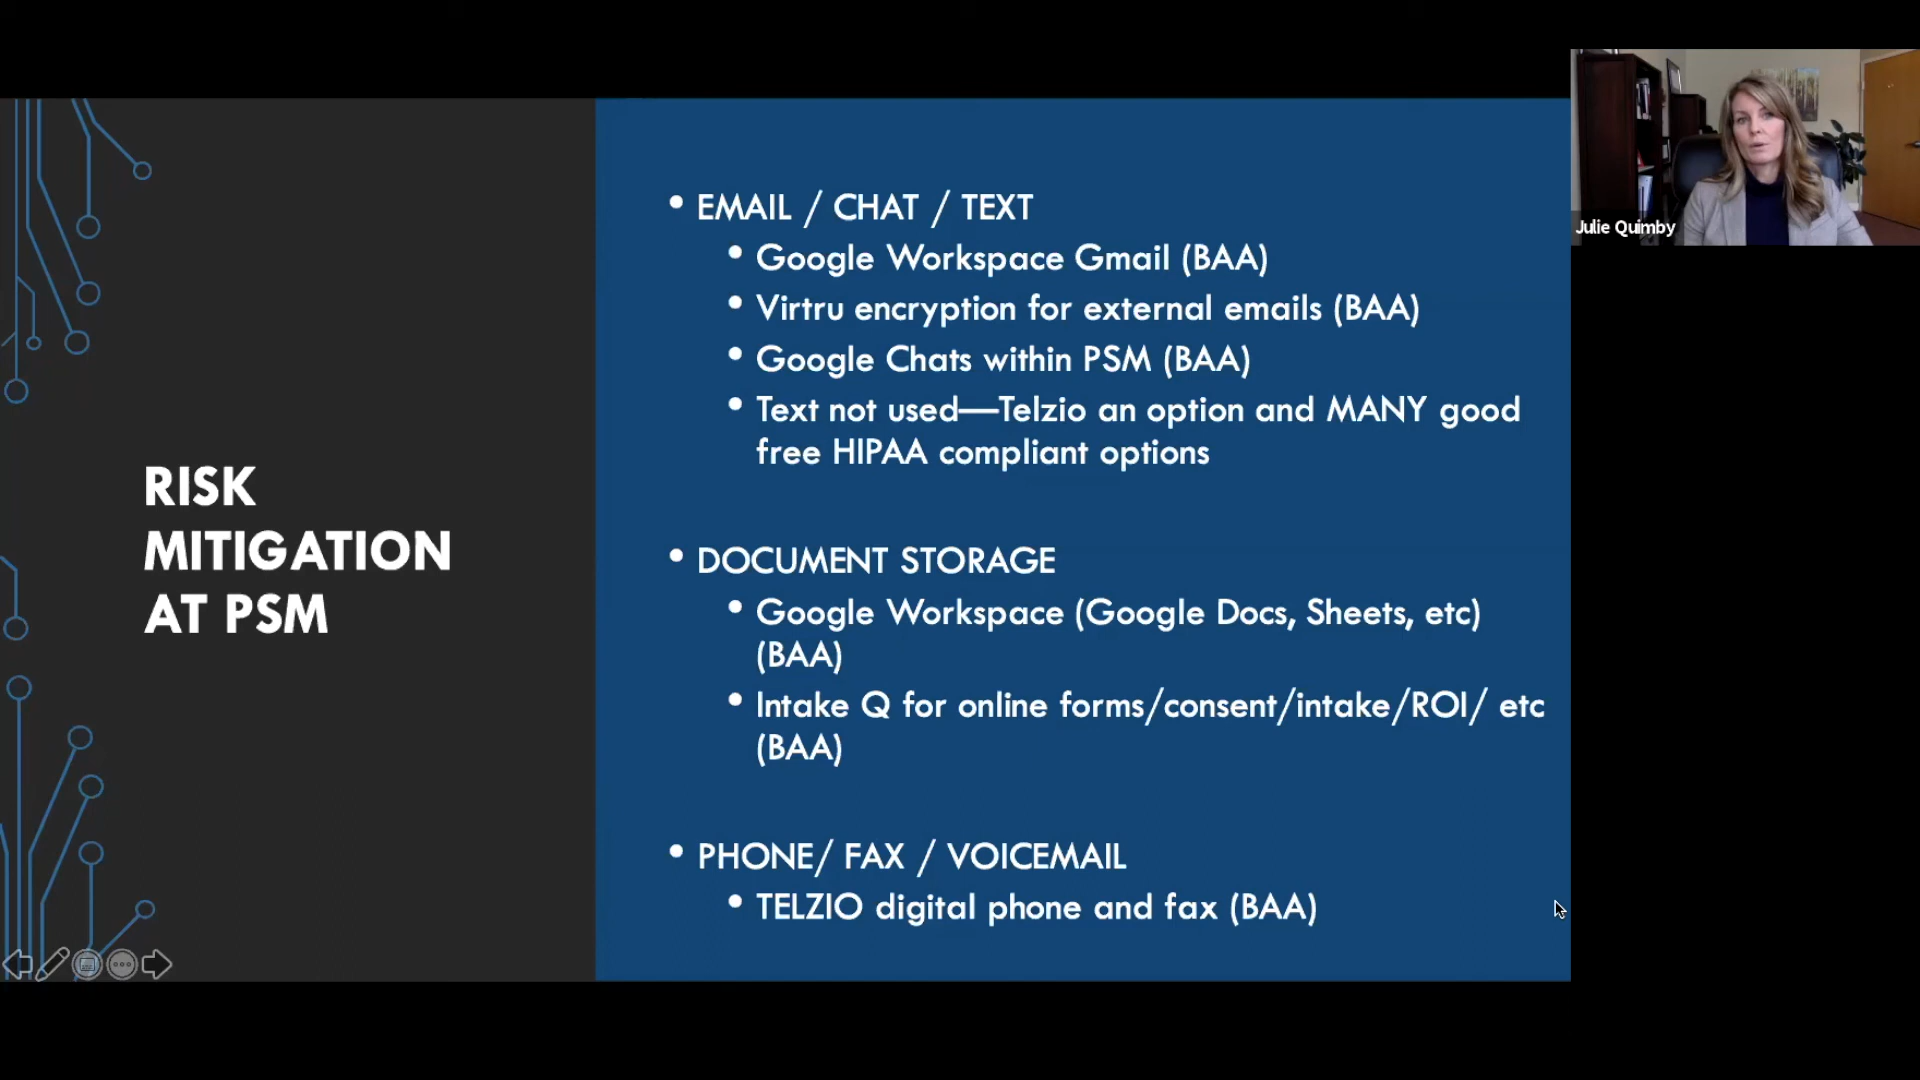 RISK
MITIGATION
AT PSM
• EMAIL / CHAT / TEXT
• Google Workspace Gmail (BAA)
• Virtru encryption for external emails (BAA)
• Google Chats within PSM (BAA)
• Text not used—Telzio an option and MANY good
free HIPAA compliant options
• DOCUMENT STORAGE
• Google Workspace (Google Docs, Sheets, etc)
(BAA)
• Intake Q for online forms/consent/intake/ROI/ etc
(BAA)
• PHONE/ FAX / VOICEMAIL
• TELZIO digital phone and fax (BAA)
Julie Quimby